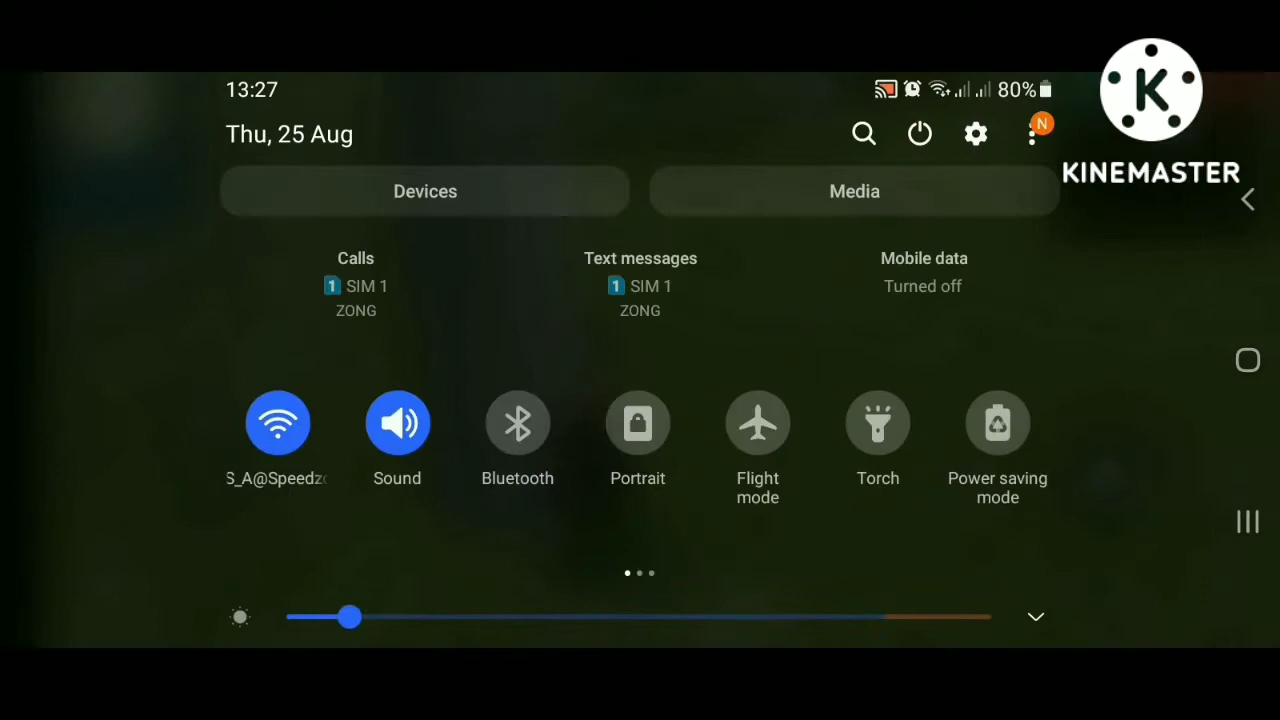 13:27
80%
Thu, 25 Aug
N
K
KINEMASTER
Devices
Media
Calls
Text messages
Mobile data
1 SIM 1
1 SIM 1
Turned off
ZONG
ZONG
S_A@Speedz
Sound
Bluetooth
Portrait
Flight
mode
Torch
Power saving
mode